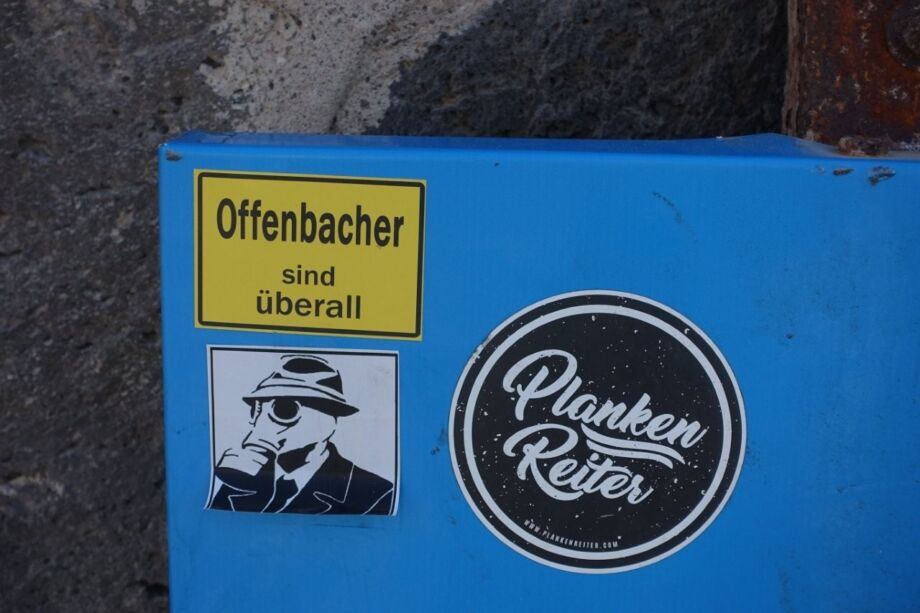 Offenbacher
sind
überall
Planken
Reiter
WWW.PLANKENREITER.COM